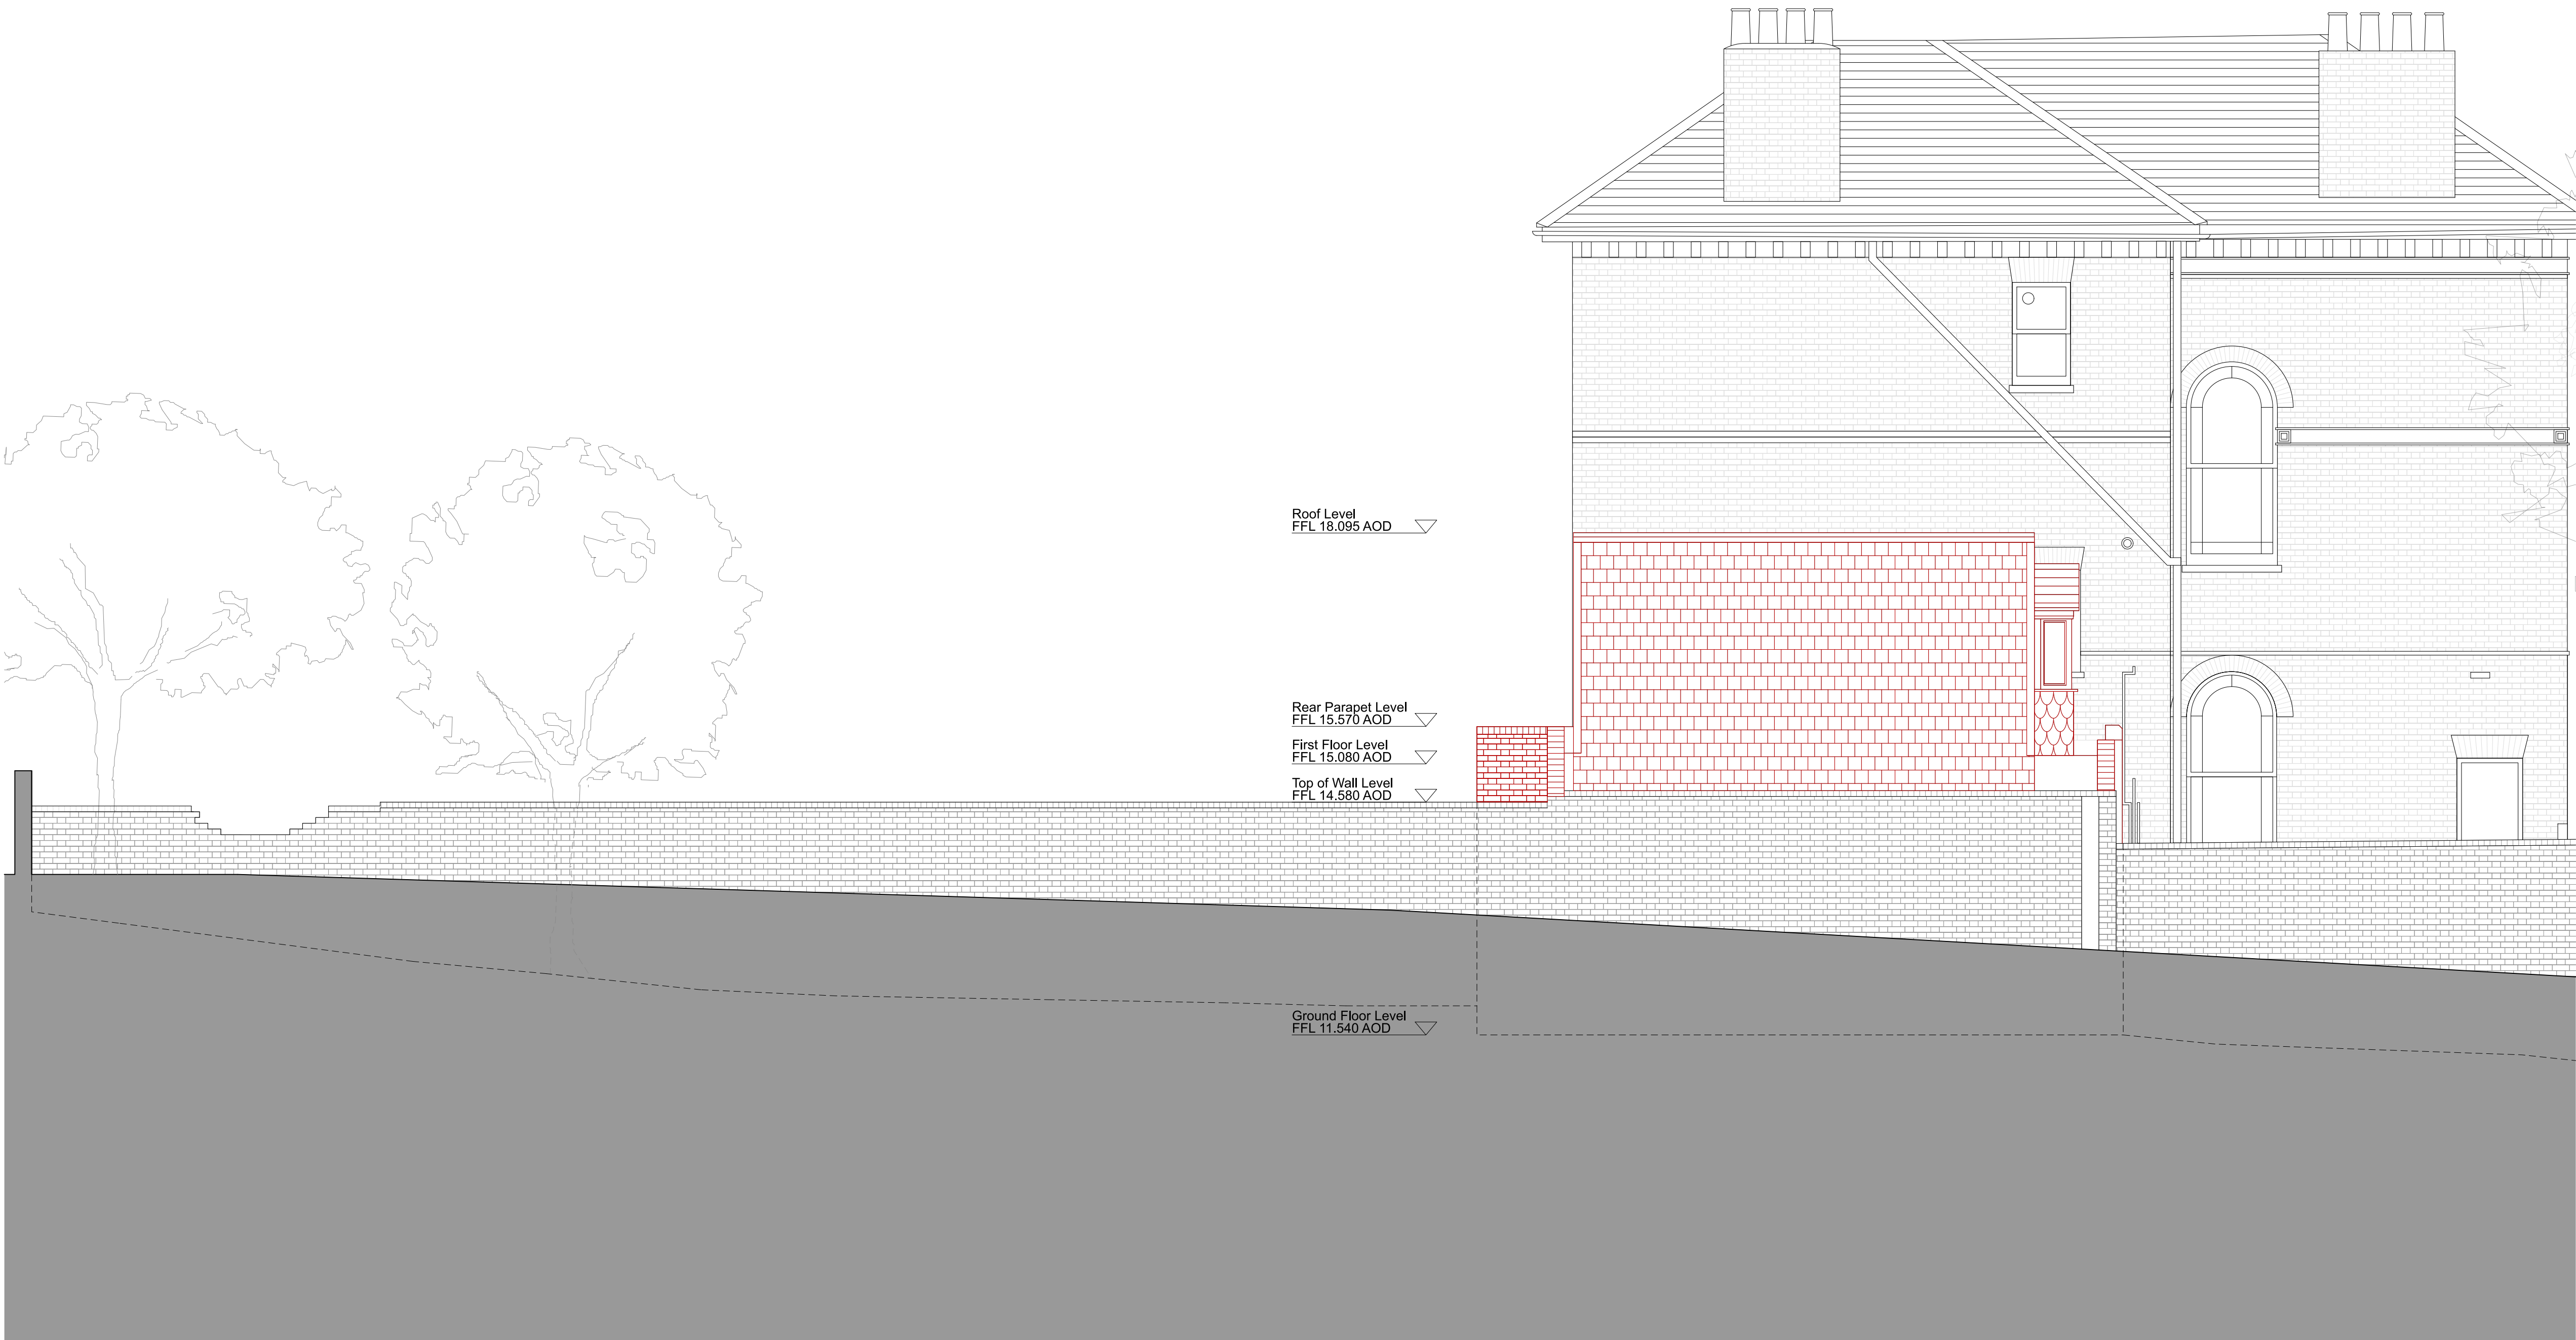 Roof Level
FFL 18.095 AOD
Rear Parapet Level
FFL 15.570 AOD
First Floor Level
FFL 15.080 AOD
Top of Wall Level
FFL 14.580 AOD
Ground Floor Level
FFL 11.540 AOD